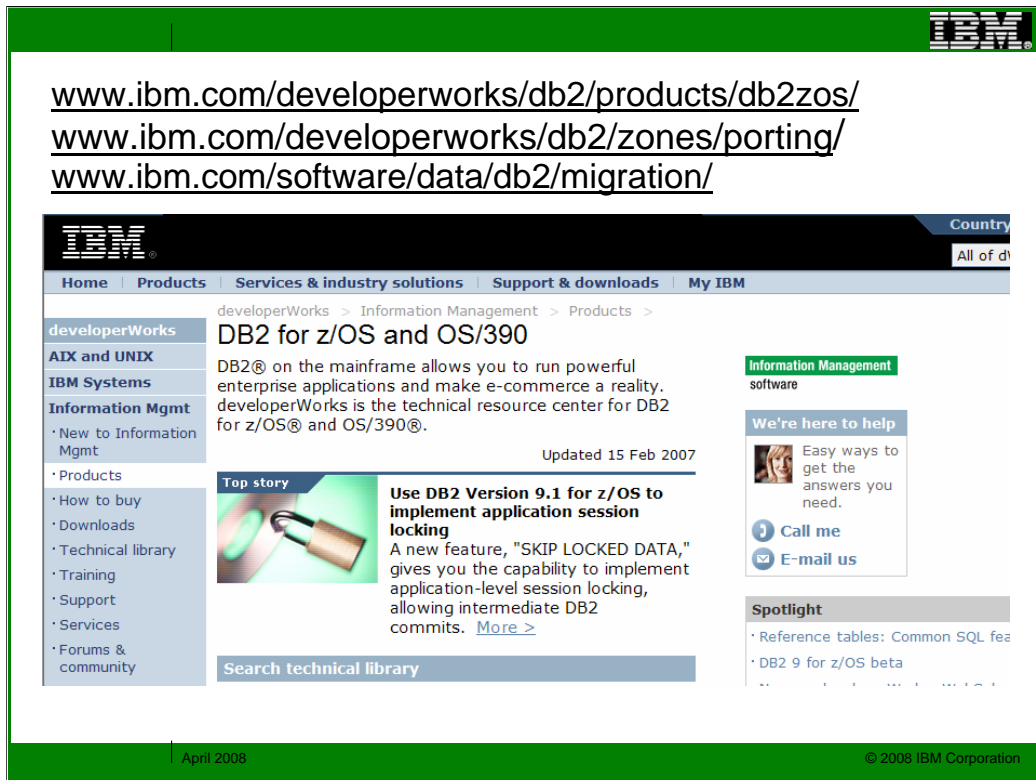 IBM®
www.ibm.com/developerworks/db2/products/db2zos/
www.ibm.com/developerworks/db2/zones/porting/
www.ibm.com/software/data/db2/migration/
IBM®
Country
All of
Home | Products | Services & industry solutions | Support & downloads | My IBM
developerWorks
AIX and UNIX
IBM Systems
Information Mgmt
· New to Information
Mgmt
· Products
· How to buy
· Downloads
· Technical library
· Training
· Support
· Services
· Forums &
community
developerWorks > Information Management > Products >
DB2 for z/OS and OS/390
DB2® on the mainframe allows you to run powerful
enterprise applications and make e-commerce a reality.
developerWorks is the technical resource center for DB2
for z/OS® and OS/390®.
Updated 15 Feb 2007
Top story
Use DB2 Version 9.1 for z/OS to
implement application session
locking
A new feature, "SKIP LOCKED DATA,"
gives you the capability to implement
application-level session locking,
allowing intermediate DB2
commits. More >
Search technical library
Information Management
software
We're here to help
Easy ways to
get the
answers you
need.
Call me
E-mail us
Spotlight
· Reference tables: Common SQL fea
· DB2 9 for z/OS beta
April 2008
© 2008 IBM Corporation